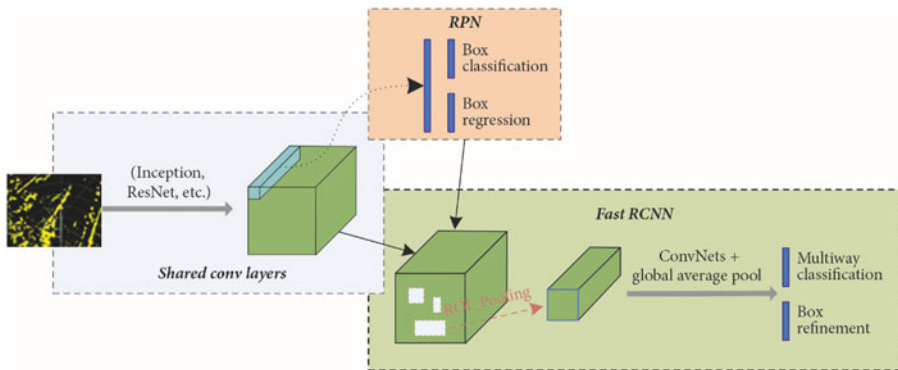 RPN
Box
classification
Box
regression
(Inception,
ResNet, etc.)
Shared conv layers
Fast RCNN
ROI_Pooling
ConvNets +
global average pool
Multiway
classification
Box
refinement